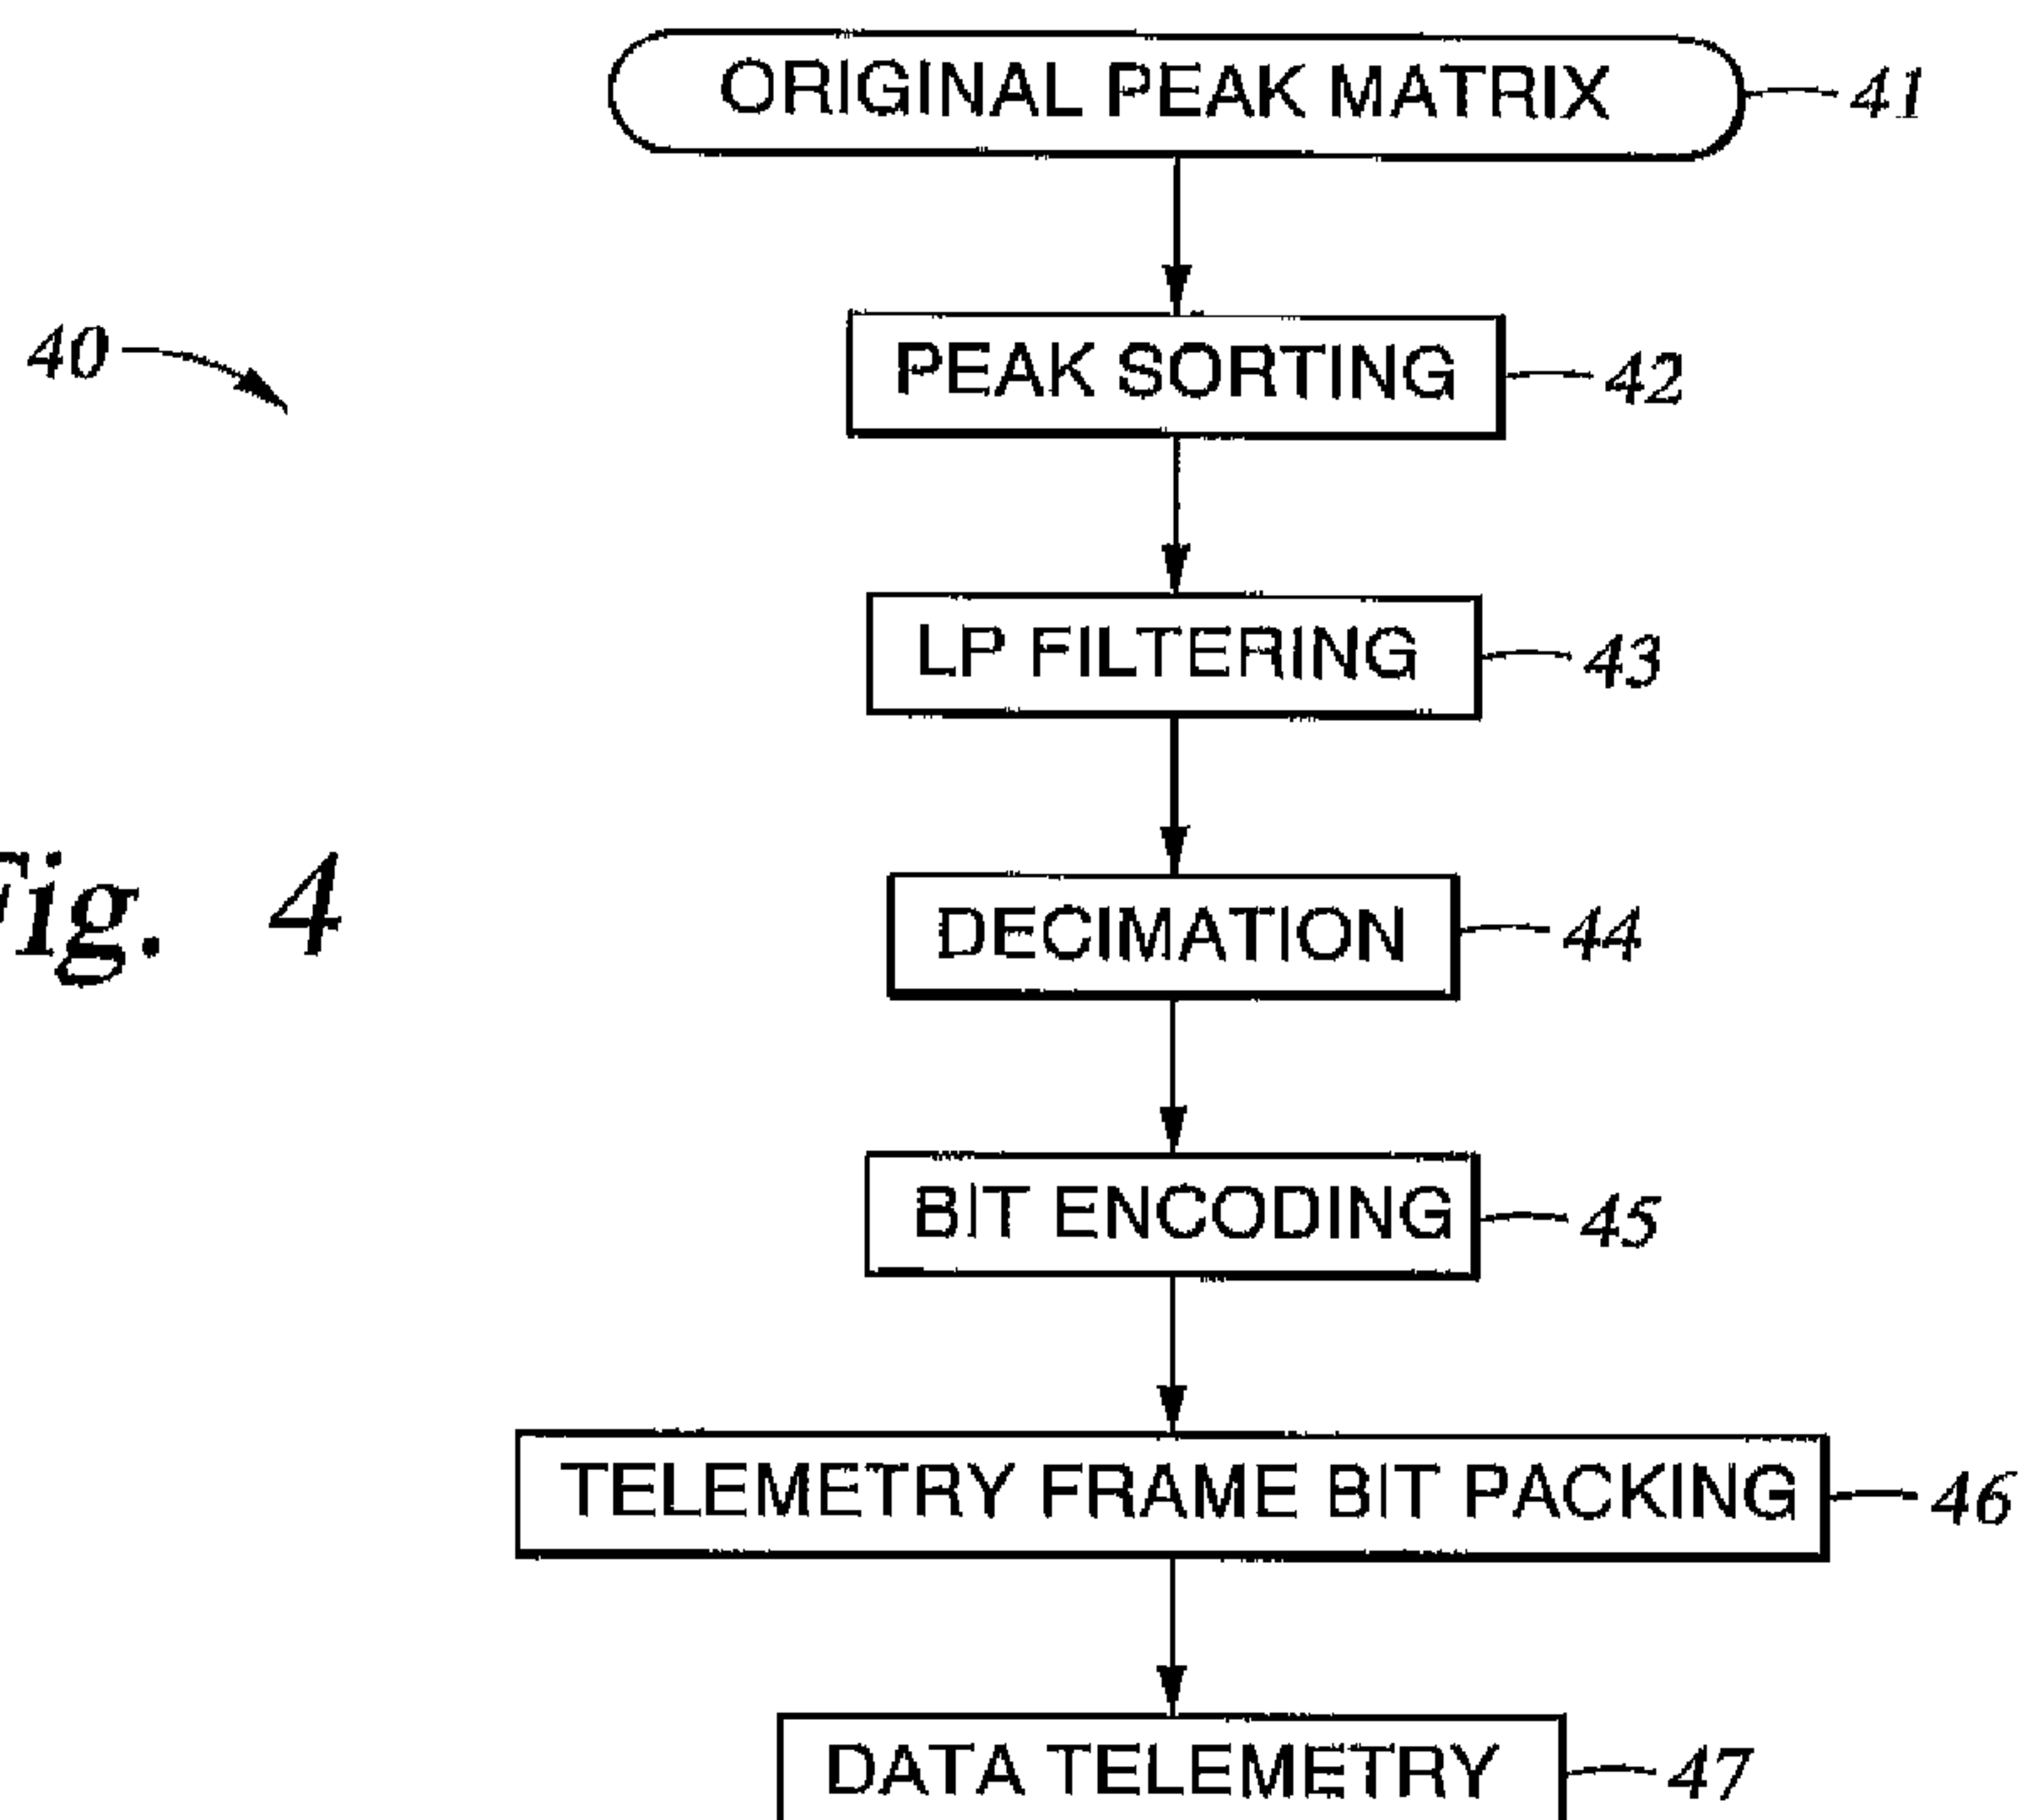 ORIGINAL PEAK MATRIX 41
40
PEAK SORTING 42
LP FILTERING 43
Fig. 4
DECIMATION 44
BIT ENCODING 45
TELEMETRY FRAME BIT PACKING 46
DATA TELEMETRY 47